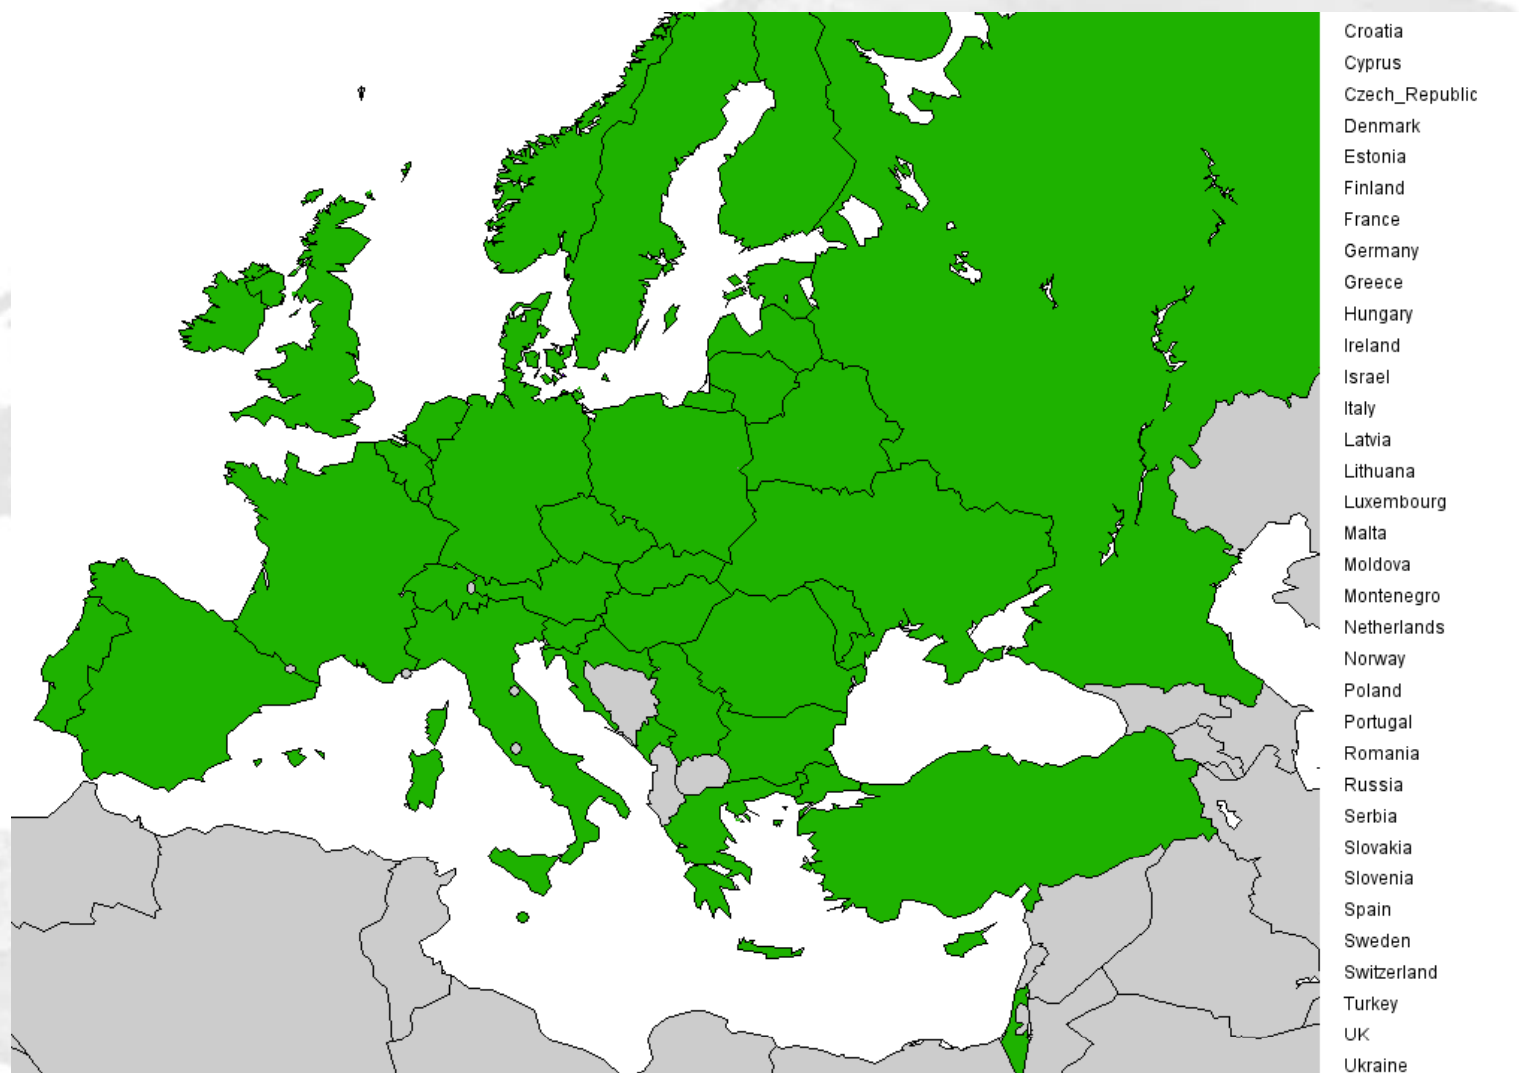 Croatia
Cyprus
Czech_Republic
Denmark
Estonia
Finland
France
Germany
Greece
Hungary
Ireland
Israel
Italy
Latvia
Lithuana
Luxembourg
Malta
Moldova
Montenegro
Netherlands
Norway
Poland
Portugal
Romania
Russia
Serbia
Slovakia
Slovenia
Spain
Sweden
Switzerland
Turkey
UK
Ukraine